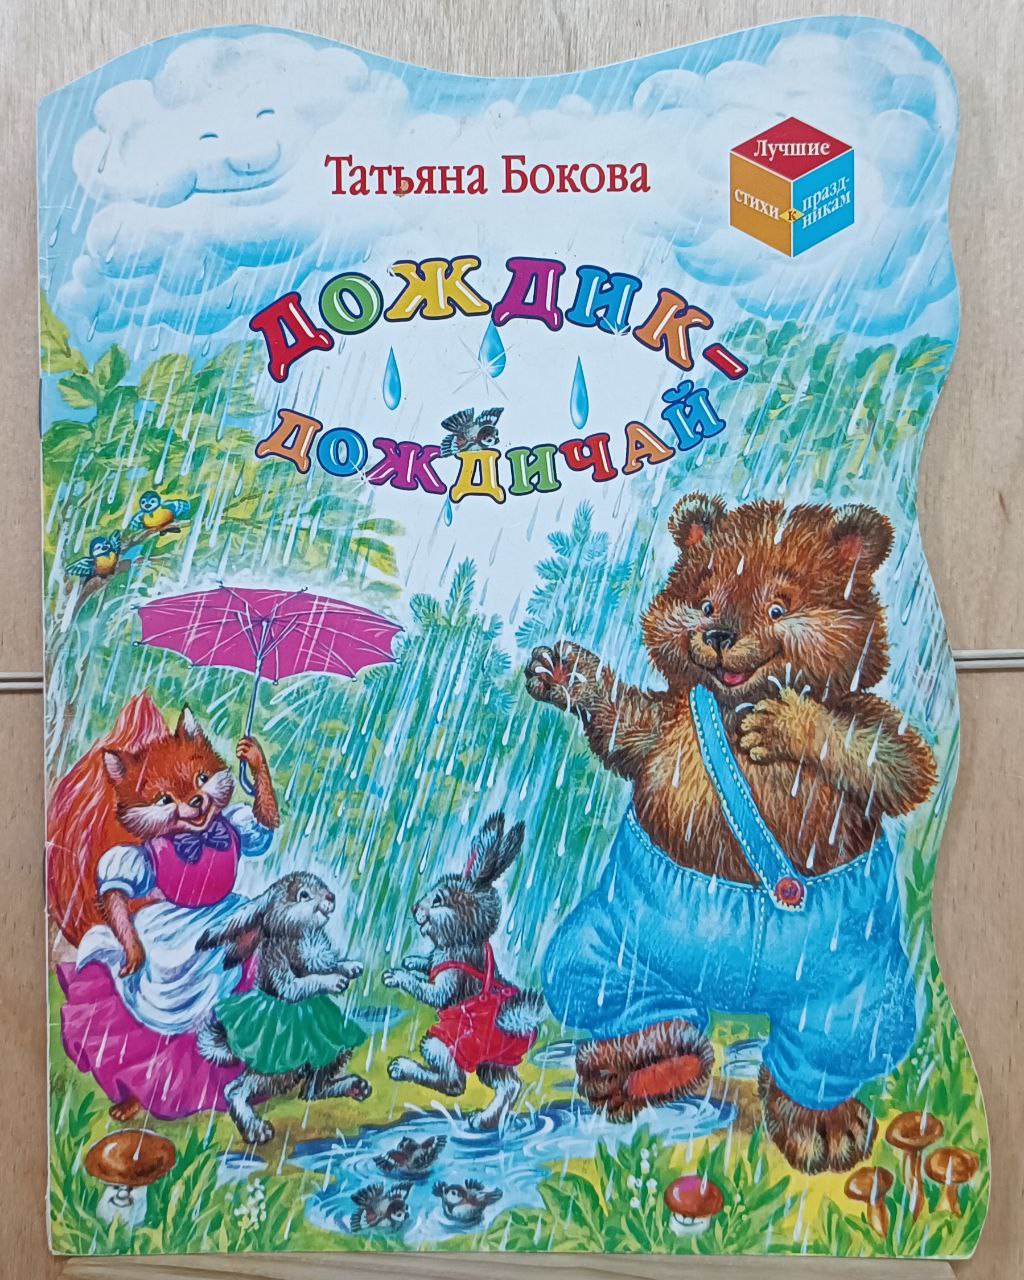 Татьяна Бокова
Лучшие
стихи
к
празд-
никам
ДОЖДИК-
ДОЖДИЧАЙ